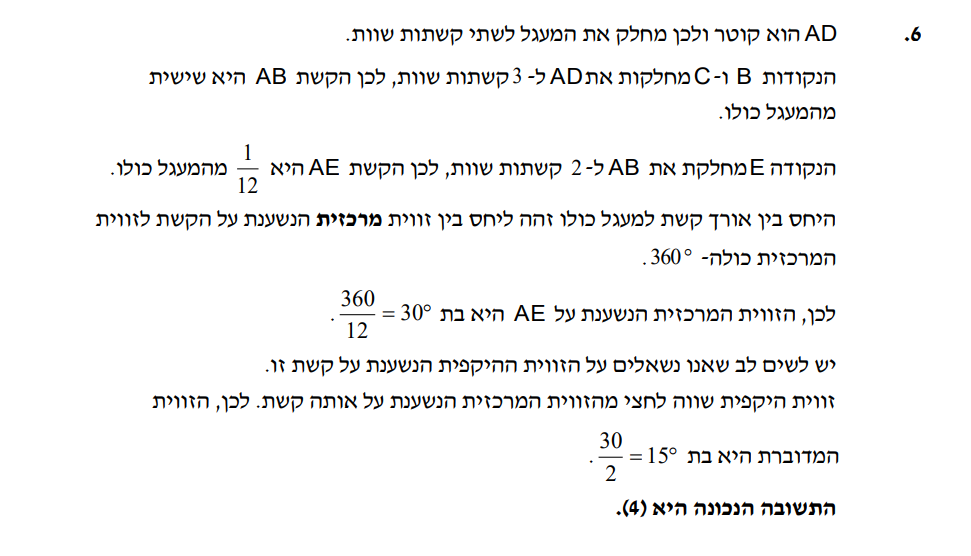 6. AD הוא קוטר ולכן מחלק את המעגל לשתי קשתות שוות.
הנקודות B ו-C מחלקות את AD ל- 3 קשתות שוות, לכן הקשת AB היא שישית
מהמעגל כולו.
הנקודה E מחלקת את AB ל- 2 קשתות שוות, לכן הקשת AE היא 1/12 מהמעגל כולו.
היחס בין אורך קשת למעגל כולו זהה ליחס בין זווית מרכזית הנשענת על הקשת לזווית
המרכזית כולה- 360°.
לכן, הזווית המרכזית הנשענת על AE היא בת 360/12 = 30°.
יש לשים לב שאנו נשאלים על הזווית ההיקפית הנשענת על קשת זו.
זווית היקפית שווה לחצי מהזווית המרכזית הנשענת על אותה קשת. לכן, הזווית
המדוברת היא בת 30/2 = 15°.
התשובה הנכונה היא (4).